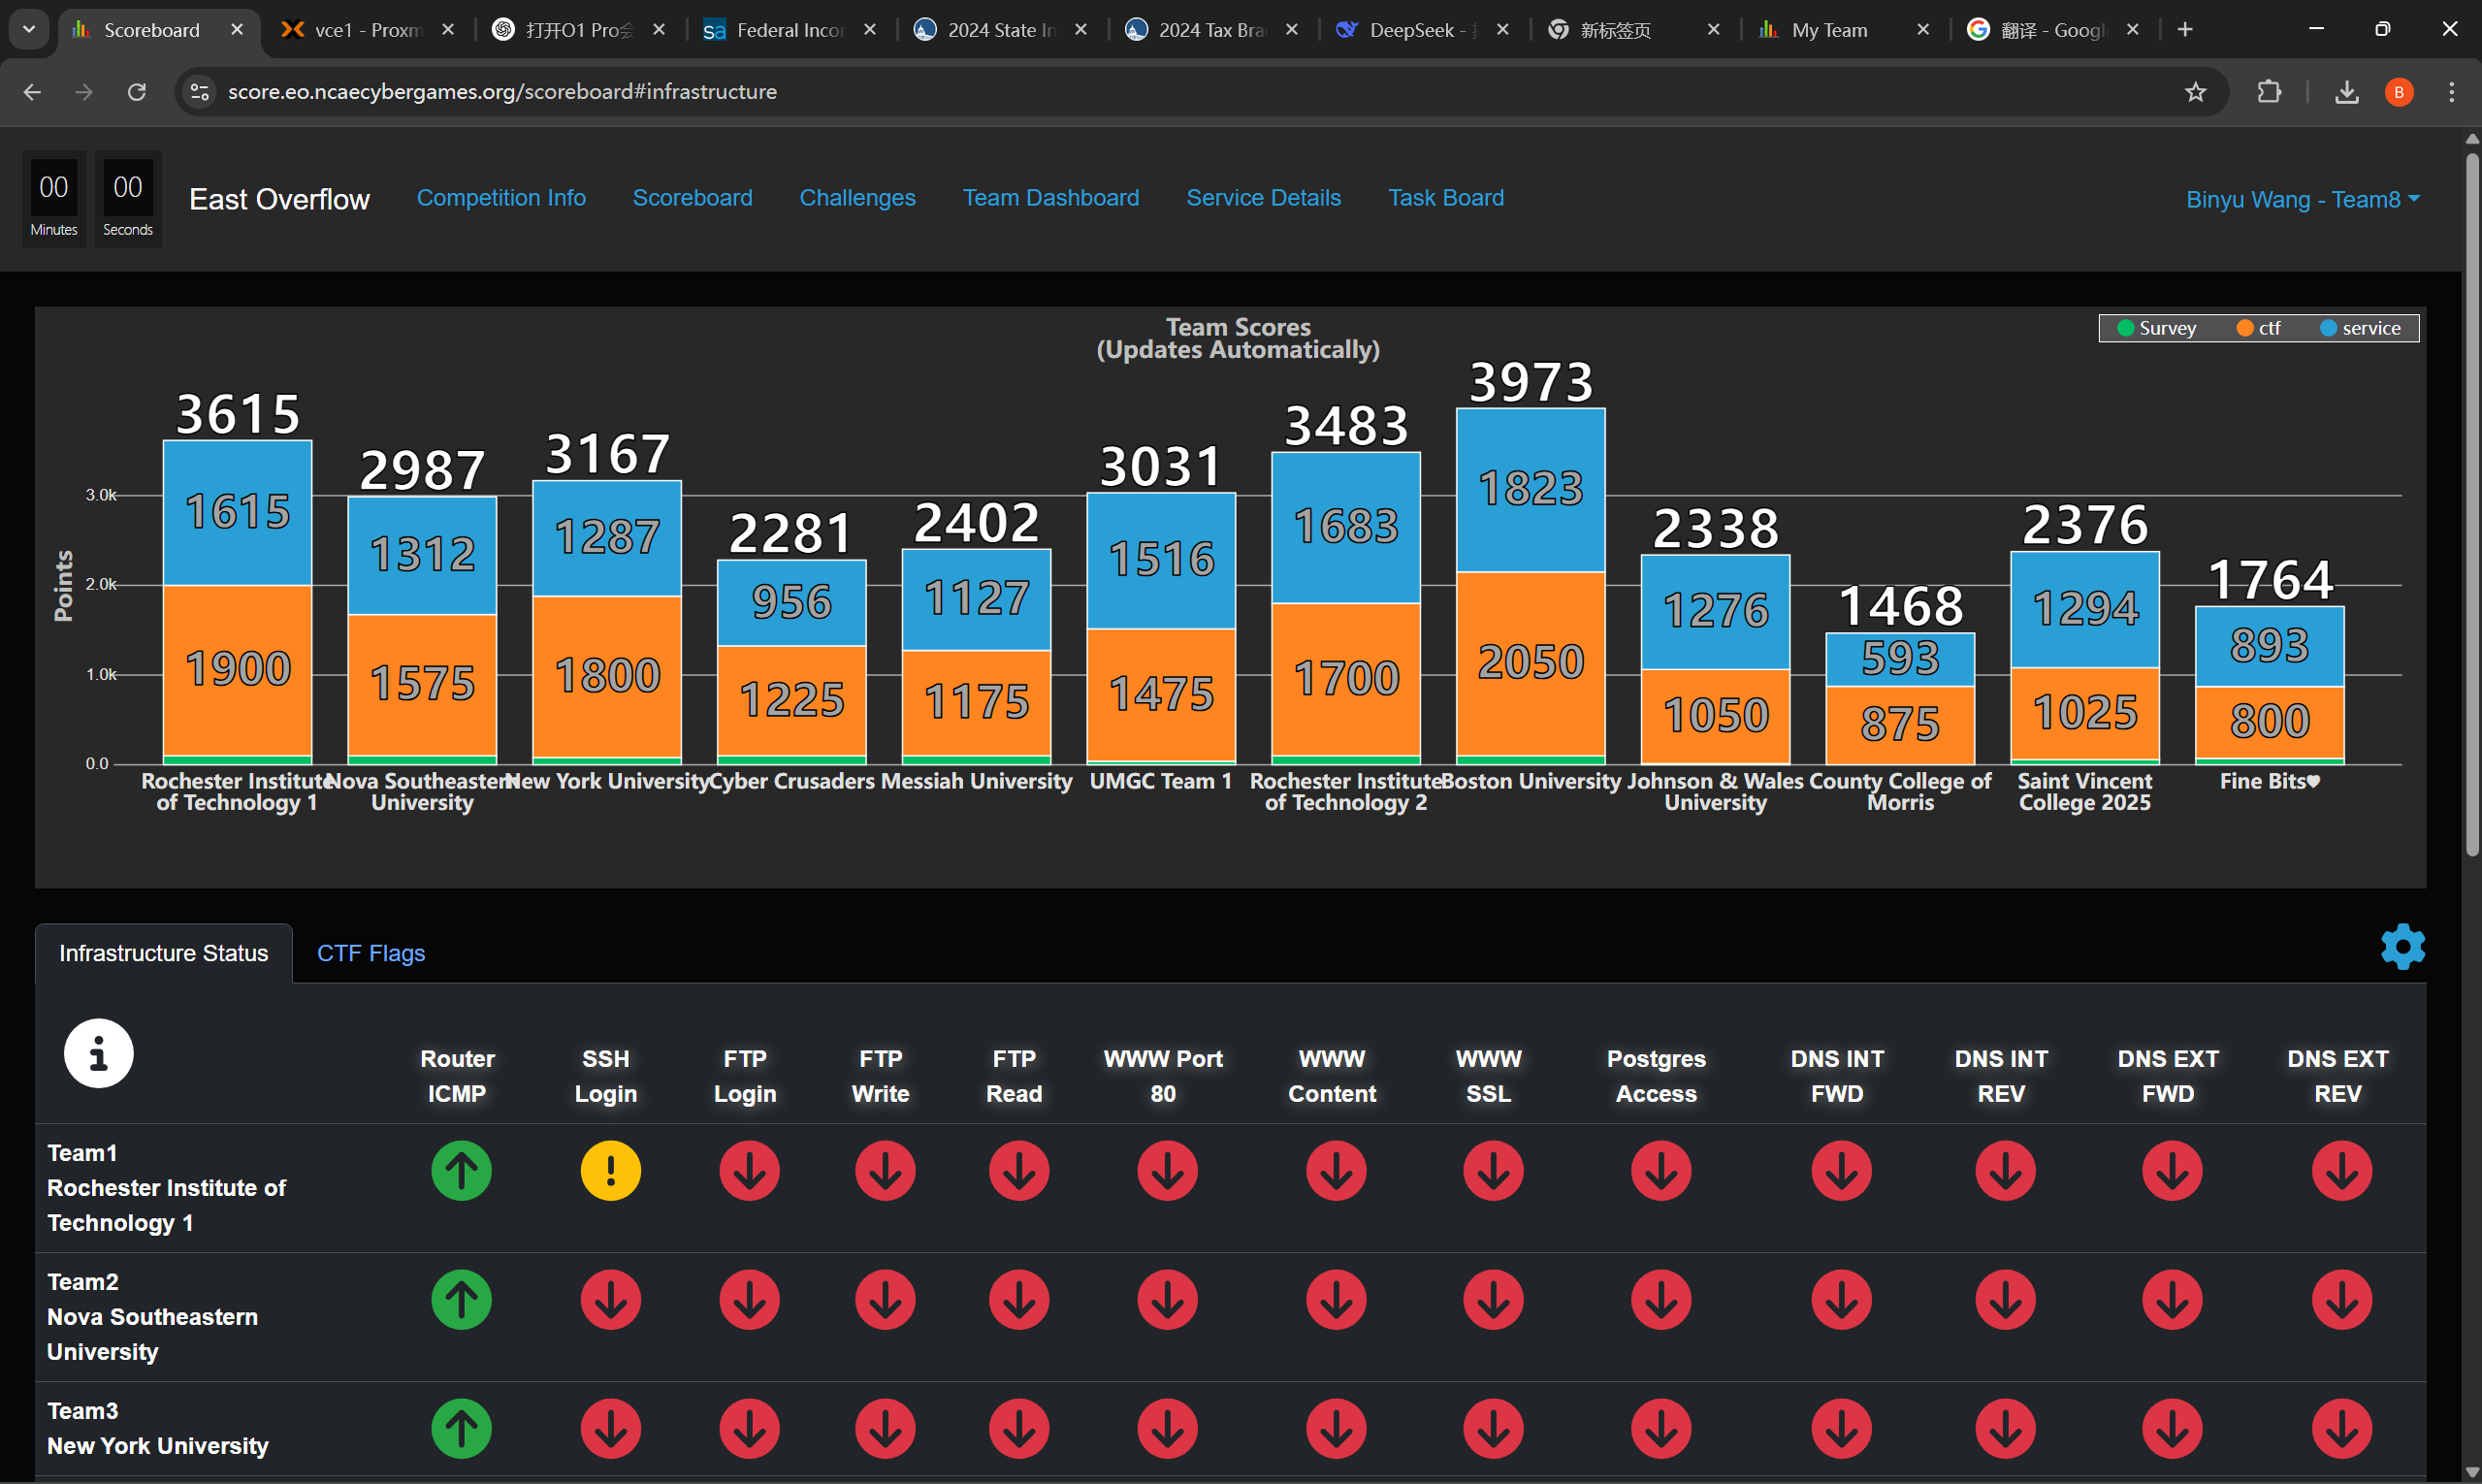 Scoreboard
vce1 - Proxm
打开O1 Pro会
Federal Incor
2024 State In
2024 Tax Bra
DeepSeek -
新标签页
My Team
翻译 - Googl
score.eo.ncaecybergames.org/scoreboard#infrastructure
B
00 Minutes
00 Seconds
East Overflow
Competition Info
Scoreboard
Challenges
Team Dashboard
Service Details
Task Board
Binyu Wang - Team8
Team Scores
(Updates Automatically)
Survey ctf service
Points
3.0k
2.0k
1.0k
0.0
3615
1615
1900
Rochester Institute
of Technology 1
2987
1312
1575
Nova Southeastern
University
3167
1287
1800
New York University
2281
956
1225
Cyber Crusaders
2402
1127
1175
Messiah University
3031
1516
1475
UMGC Team 1
3483
1683
1700
Rochester Institute
of Technology 2
3973
1823
2050
Boston University
2338
1276
1050
Johnson & Wales
University
1468
593
875
County College of
Morris
2376
1294
1025
Saint Vincent
College 2025
1764
893
800
Fine Bits♥
Infrastructure Status
CTF Flags
Router
ICMP
SSH
Login
FTP
Login
FTP
Write
FTP
Read
WWW Port
80
WWW
Content
WWW
SSL
Postgres
Access
DNS INT
FWD
DNS INT
REV
DNS EXT
FWD
DNS EXT
REV
Team1
Rochester Institute of
Technology 1
Team2
Nova Southeastern
University
Team3
New York University